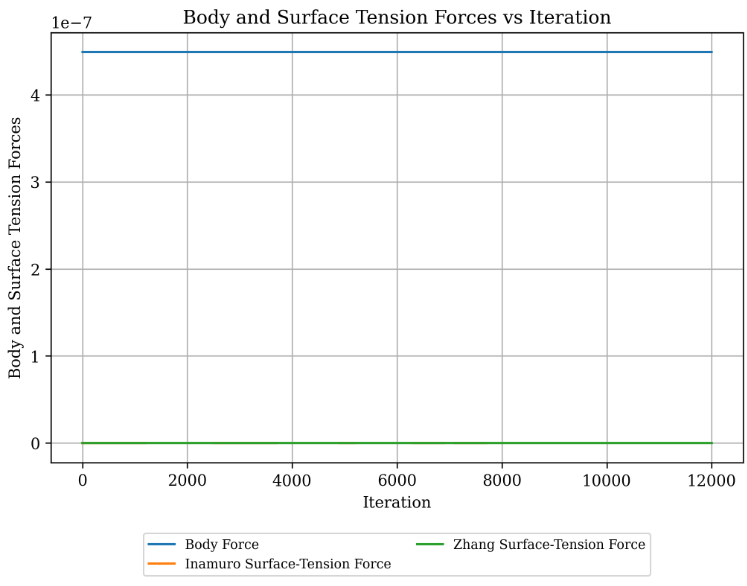 Body and Surface Tension Forces vs Iteration
1e−7
Body and Surface Tension Forces
4
3
2
1
0
0 2000 4000 6000 8000 10000 12000
Iteration
Body Force
Inamuro Surface-Tension Force
Zhang Surface-Tension Force